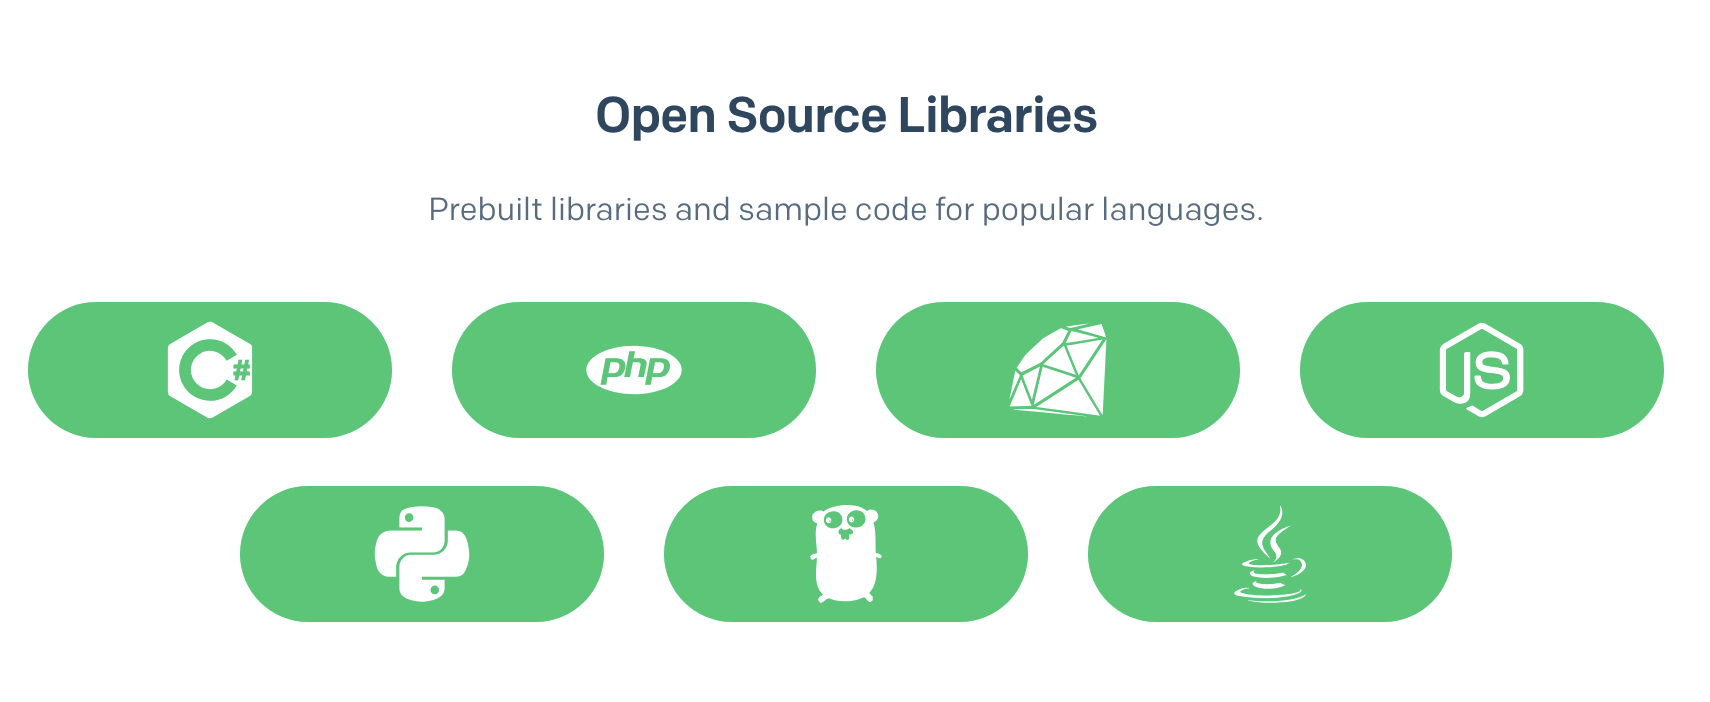 Open Source Libraries
Prebuilt libraries and sample code for popular languages.
C#
php
JS